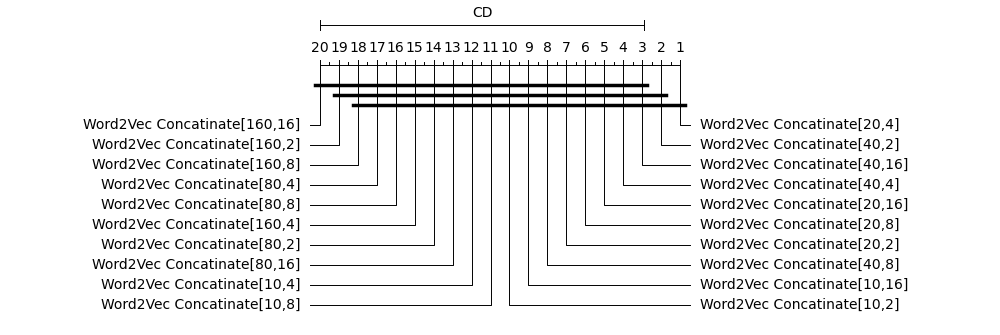 CD
20 19 18 17 16 15 14 13 12 11 10 9 8 7 6 5 4 3 2 1
Word2Vec Concatinate[160,16] Word2Vec Concatinate[20,4]
Word2Vec Concatinate[160,2] Word2Vec Concatinate[40,2]
Word2Vec Concatinate[160,8] Word2Vec Concatinate[40,16]
Word2Vec Concatinate[80,4] Word2Vec Concatinate[40,4]
Word2Vec Concatinate[80,8] Word2Vec Concatinate[20,16]
Word2Vec Concatinate[160,4] Word2Vec Concatinate[20,8]
Word2Vec Concatinate[80,2] Word2Vec Concatinate[20,2]
Word2Vec Concatinate[80,16] Word2Vec Concatinate[40,8]
Word2Vec Concatinate[10,4] Word2Vec Concatinate[10,16]
Word2Vec Concatinate[10,8] Word2Vec Concatinate[10,2]